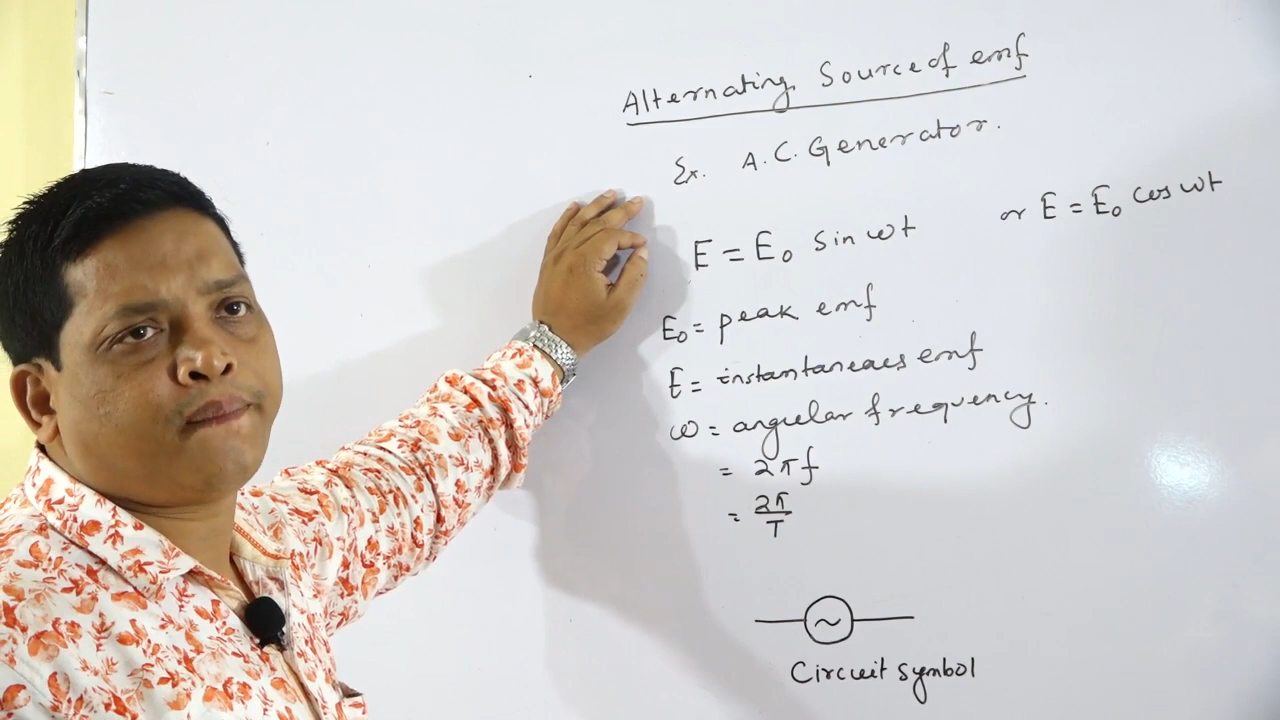 Alternating Source of emf
Ex. A.C. Generator.
E = E₀ sin ωt or E = E₀ cos ωt
E₀ = peak emf
E = instantaneous emf
ω = angular frequency.
= 2πf
= 2π/T
~
Circuit symbol